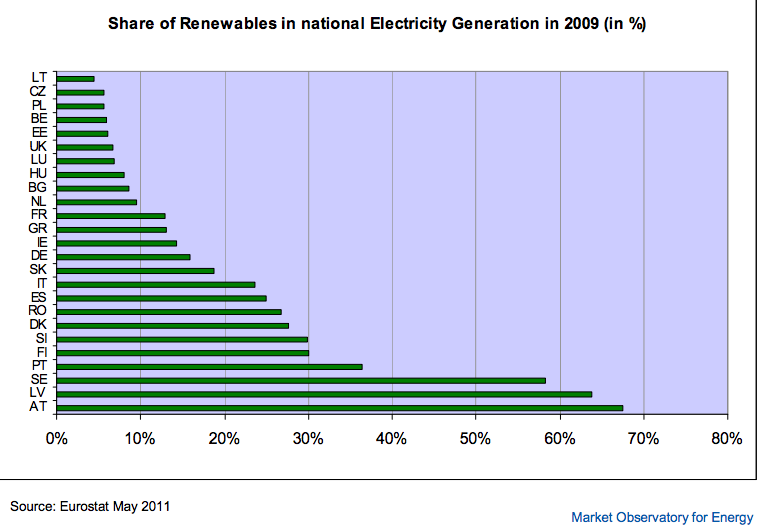 Share of Renewables in national Electricity Generation in 2009 (in %)
LT
CZ
PL
BE
EE
UK
LU
HU
BG
NL
FR
GR
IE
DE
SK
IT
ES
RO
DK
SI
FI
PT
SE
LV
AT
0% 10% 20% 30% 40% 50% 60% 70% 80%
Source: Eurostat May 2011
Market Observatory for Energy